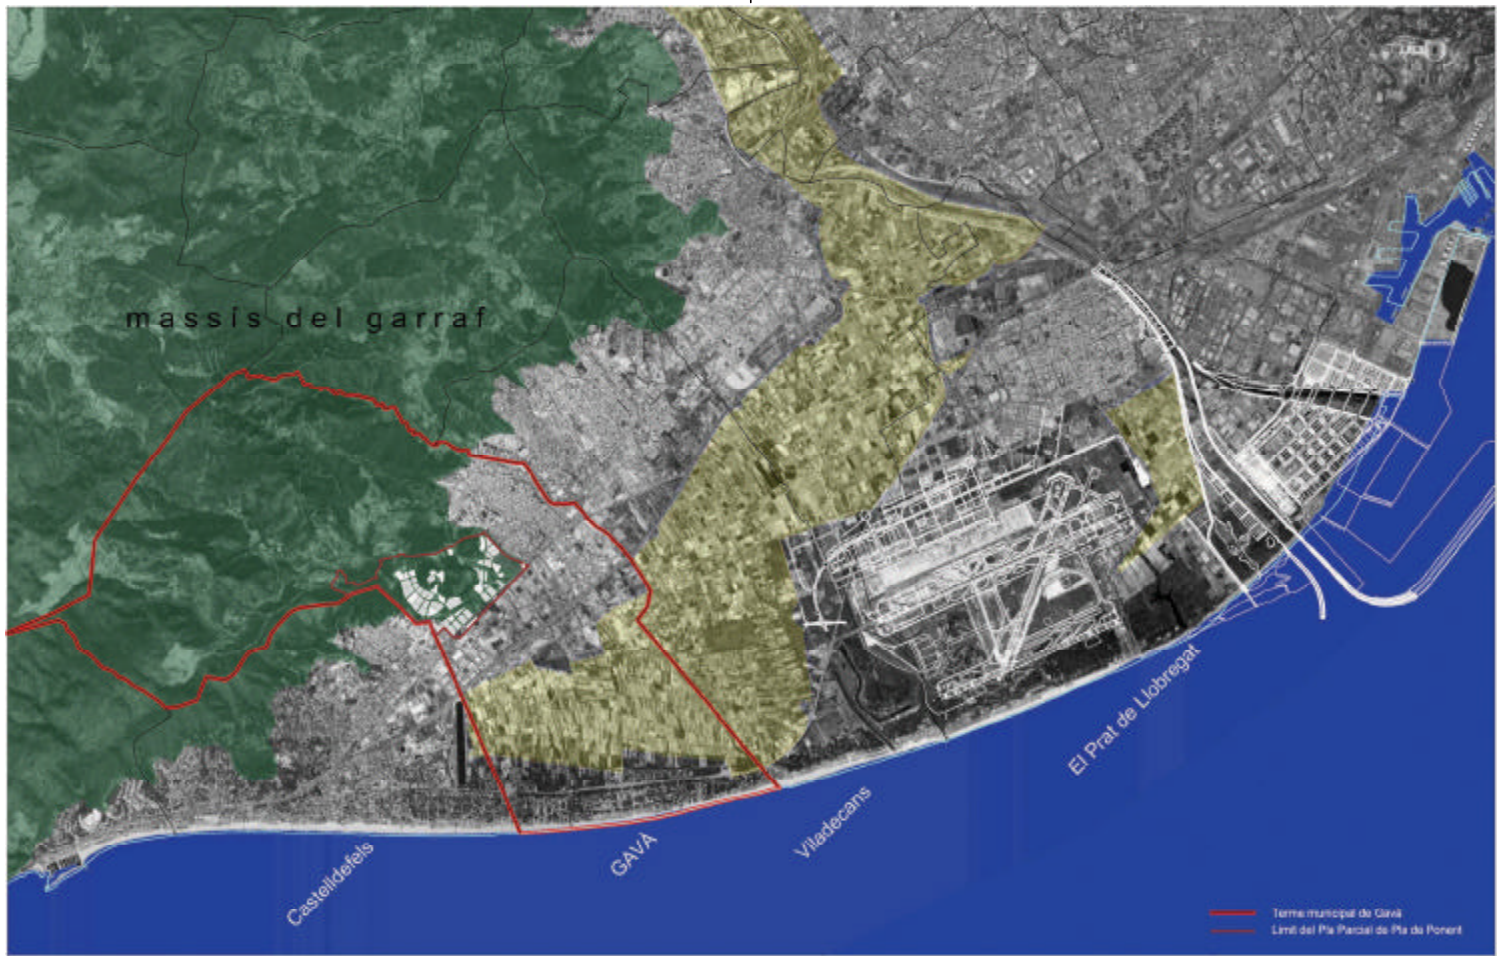 massís del garraf
Castelldefels
GAVÀ
Viladecans
El Prat de Llobregat
Terme municipal de Gavà
Límit del Pla Parcial de Pla de Ponent